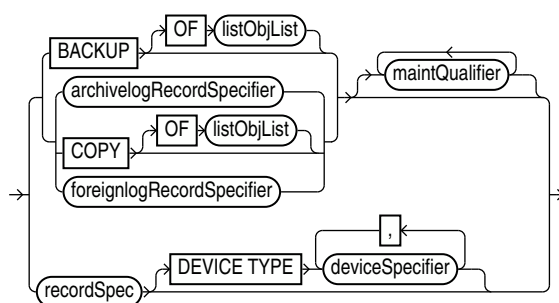 BACKUP OF listObjList
maintQualifier
archivelogRecordSpecifier
COPY OF listObjList
foreignlogRecordSpecifier
,
recordSpec DEVICE TYPE deviceSpecifier